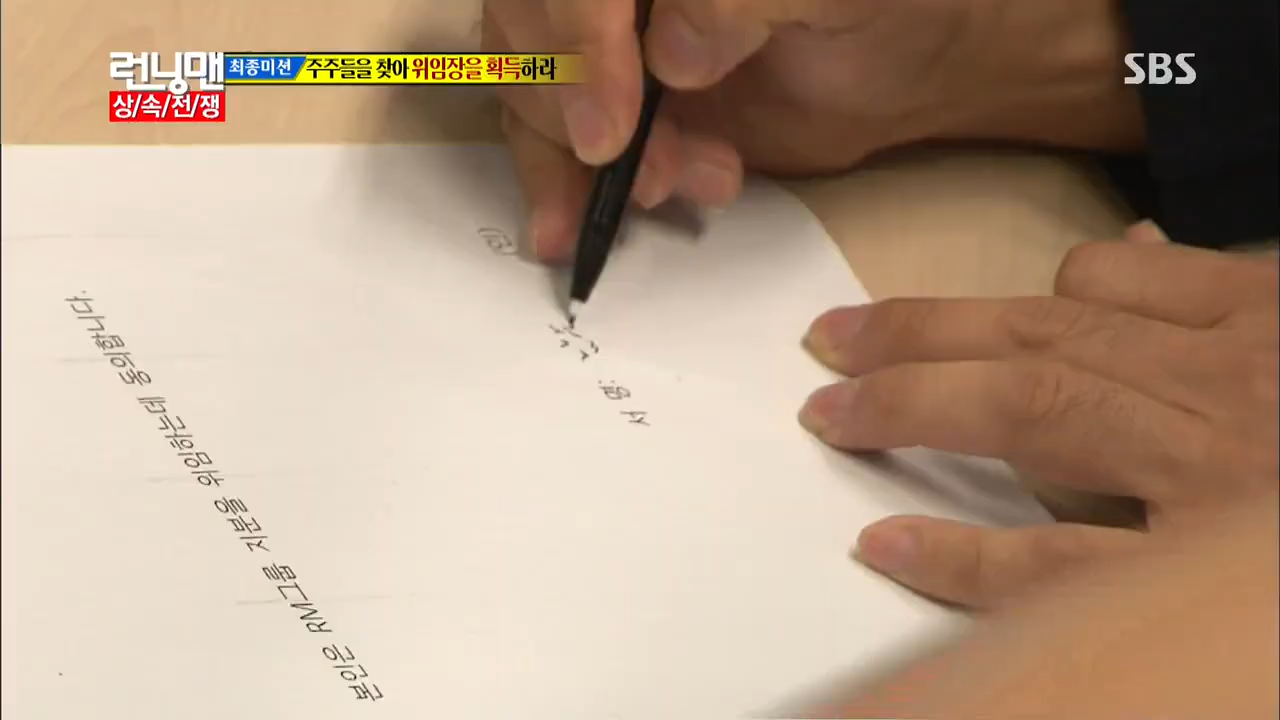 런닝맨 최종미션 주주들을 찾아 위임장을 획득하라
SBS
상/속/전/쟁
본인은 RM그룹 지분을 위임하는데 동의합니다.
서 명:
(인)